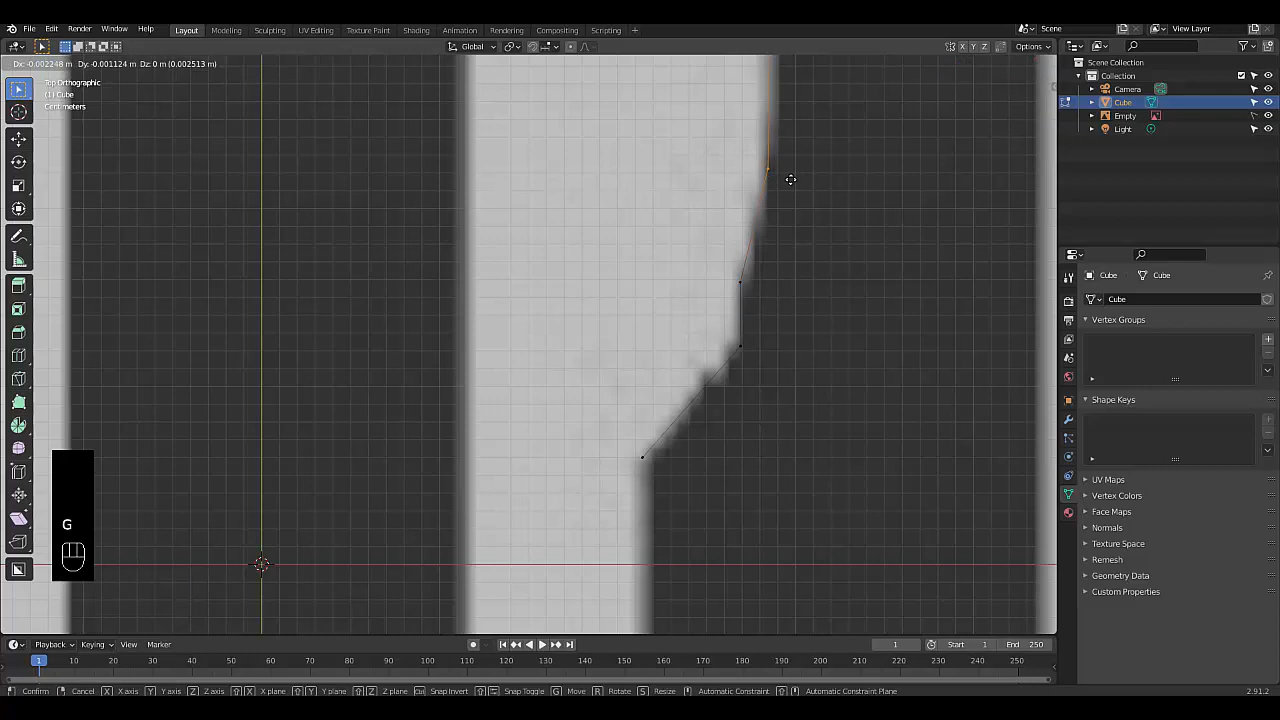 File Edit Render Window Help Layout Modeling Sculpting UV Editing Texture Paint Shading Animation Rendering Compositing Scripting + Scene View Layer
Global X Y Z Options
Dx: -0.002248 m Dy: -0.001124 m Dz: 0 m (0.002513 m)
Top Orthographic
(1) Cube
Centimeters
Scene Collection
Collection
Camera
Cube
Empty
Light
Cube Cube
Cube
Vertex Groups
Shape Keys
UV Maps
Vertex Colors
Face Maps
Normals
Texture Space
Remesh
Geometry Data
Custom Properties
G
Playback Keying View Marker 1 Start 1 End 250
1 10 20 30 40 50 60 70 80 90 100 110 120 130 140 150 160 170 180 190 200 210 220 230 240 250
Confirm Cancel X X axis Y Y axis Z Z axis X X plane Y Y plane Z Z plane Ctrl Snap Invert Snap Toggle G Move R Rotate S Resize Automatic Constraint Automatic Constraint Plane 2.91.2